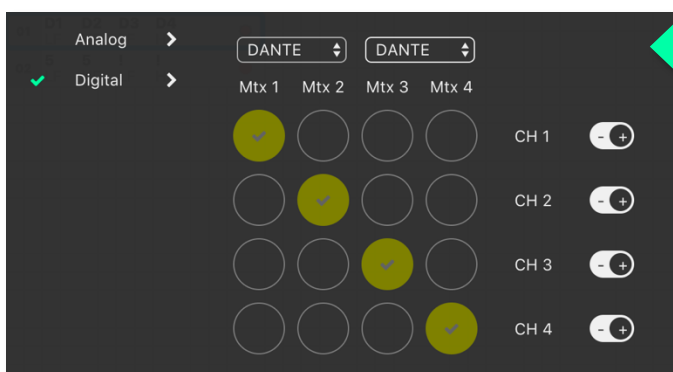 Analog
Digital
DANTE DANTE
Mtx 1 Mtx 2 Mtx 3 Mtx 4
CH 1 - +
CH 2 - +
CH 3 - +
CH 4 - +